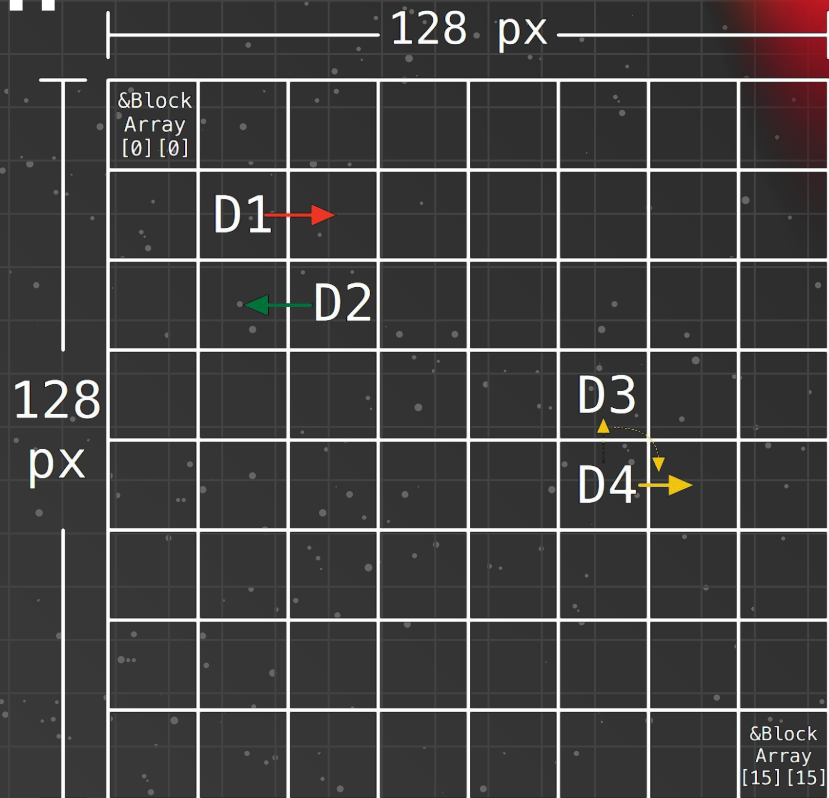 128 px
&Block
Array
[0][0]
D1
D2
128
px
D3
D4
&Block
Array
[15][15]